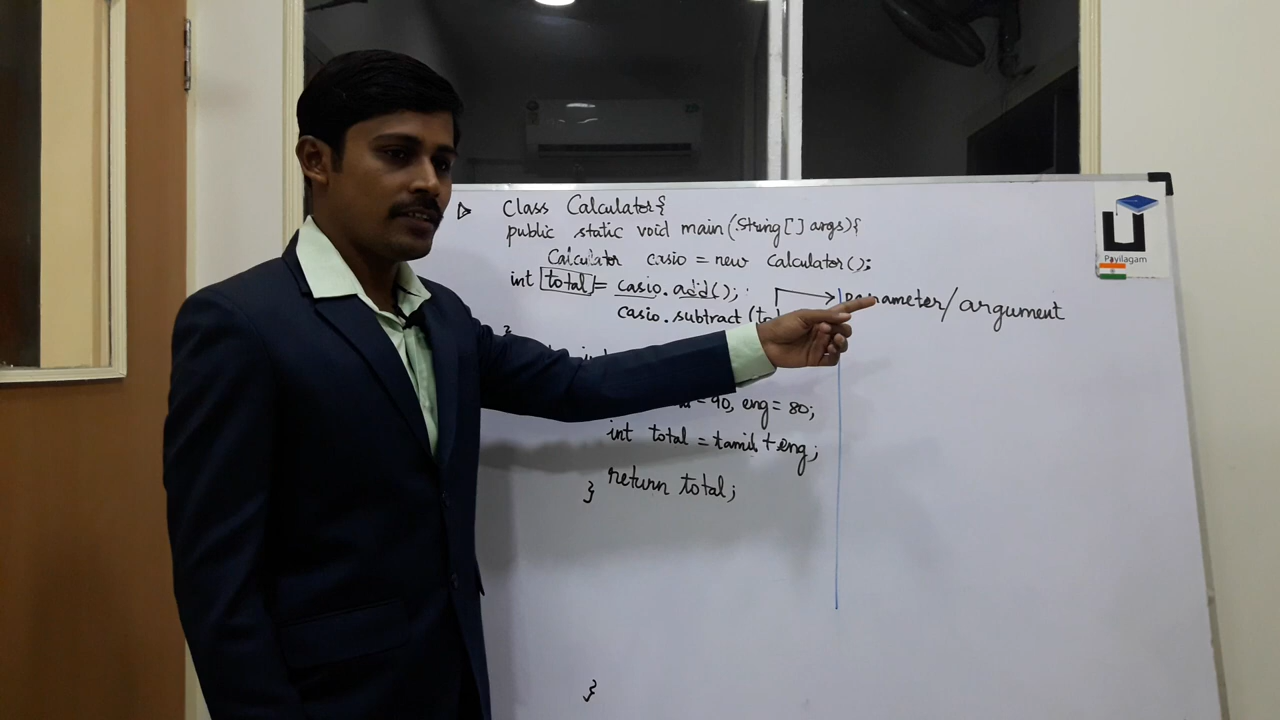 Class Calculator{
public static void main(String[] args){
Calculator casio = new Calculator();
int total = casio.add();
casio.subtract(
Parameter/argument
}
= 90, eng = 80;
int total = tamil + eng;
return total;
}
}
Payilagam